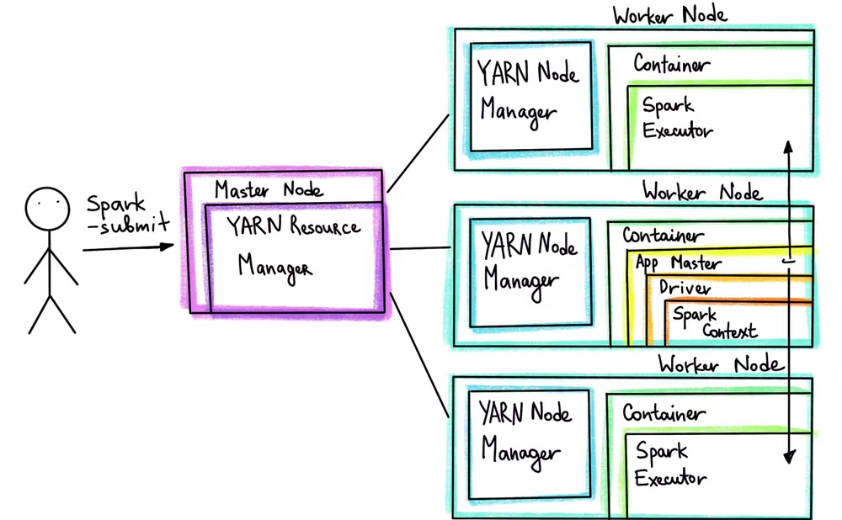 Spark
-submit
Master Node
YARN Resource
Manager
Worker Node
YARN Node
Manager
Container
Spark
Executor
Worker Node
YARN Node
Manager
Container
App Master
Driver
Spark
Context
Worker Node
YARN Node
Manager
Container
Spark
Executor